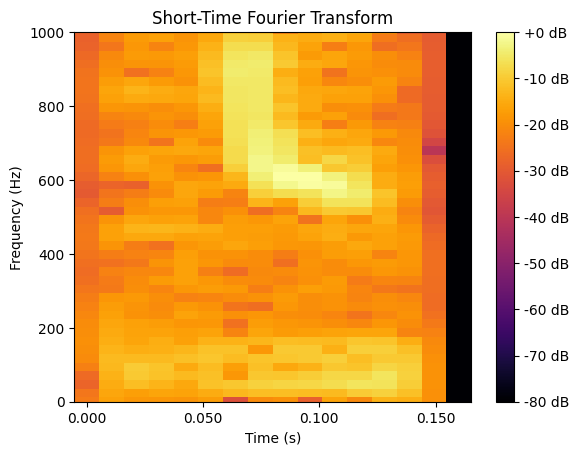 Short-Time Fourier Transform
1000
800
600
400
200
0
Frequency (Hz)
0.000
0.050
0.100
0.150
Time (s)
+0 dB
-10 dB
-20 dB
-30 dB
-40 dB
-50 dB
-60 dB
-70 dB
-80 dB